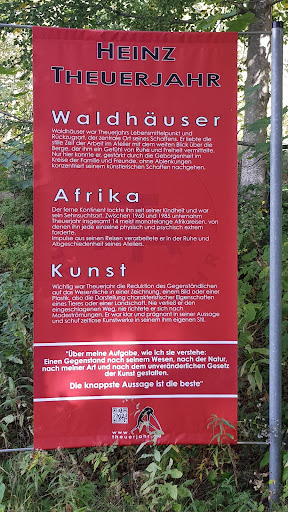 HEINZ
THEUERJAHR
Waldhäuser
Waldhäuser war Theuerjahrs Lebensmittelpunkt und
Rückzugsort, der zentrale Ort seines Schaffens. Er liebte die
stille Zeit der Arbeit im Atelier mit dem weiten Blick über die
Berge, der ihm ein Gefühl von Ruhe und Freiheit vermittelte.
Nur hier konnte er, gestärkt durch die Geborgenheit im
Kreise der Familie und Freunde, ohne Ablenkungen
konzentriert seinem künstlerischen Schaffen nachgehen.
Afrika
Der ferne Kontinent lockte ihn seit seiner Kindheit und war
sein Sehnsuchtsort. Zwischen 1960 und 1985 unternahm
Theuerjahr insgesamt 14 meist monatelange Afrikareisen, von
denen ihn jede einzelne physisch und psychisch extrem
forderte.
Impulse aus seinen Reisen verarbeitete er in der Ruhe und
Abgeschiedenheit seines Ateliers.
Kunst
Wichtig war Theuerjahr die Reduktion des Gegenständlichen
auf das Wesentliche in einer Zeichnung, einem Bild oder einer
Plastik, also die Darstellung charakteristischer Eigenschaften
eines Tieres oder einer Landschaft. Nie verließ er den
eingeschlagenen Weg, nie richtete er sich nach
Modeströmungen. Er war klar und prägnant in seiner Aussage
und schuf zeitlose Kunstwerke in seinem ihm eigenen Stil.
"Über meine Aufgabe, wie ich sie verstehe:
Einen Gegenstand nach seinem Wesen, nach der Natur,
nach meiner Art und nach dem unveränderlichen Gesetz
der Kunst gestalten.
Die knappste Aussage ist die beste"
www.
theuerjahr.de